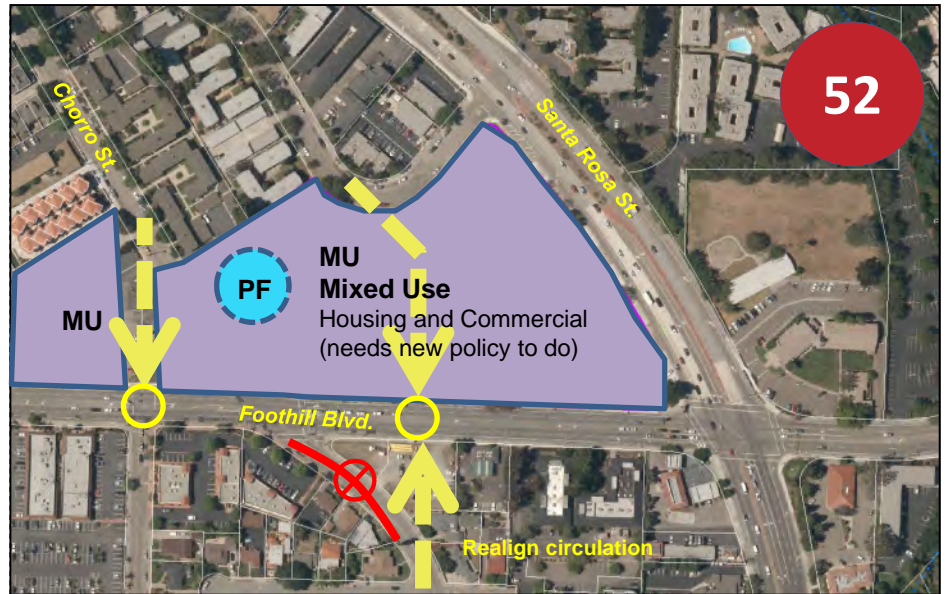 52
Chorro St.
Santa Rosa St.
PF
MU
Mixed Use
Housing and Commercial
(needs new policy to do)
MU
Foothill Blvd.
Realign circulation